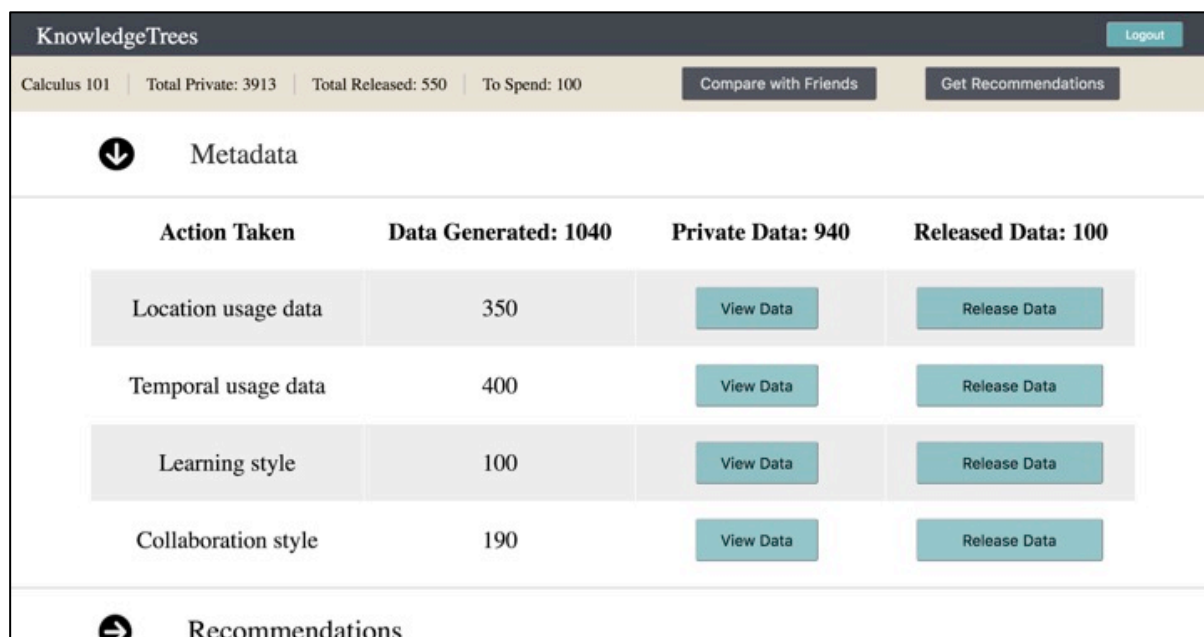 KnowledgeTrees Logout
Calculus 101 Total Private: 3913 Total Released: 550 To Spend: 100 Compare with Friends Get Recommendations
Metadata
Action Taken Data Generated: 1040 Private Data: 940 Released Data: 100
Location usage data 350 View Data Release Data
Temporal usage data 400 View Data Release Data
Learning style 100 View Data Release Data
Collaboration style 190 View Data Release Data
Recommendations